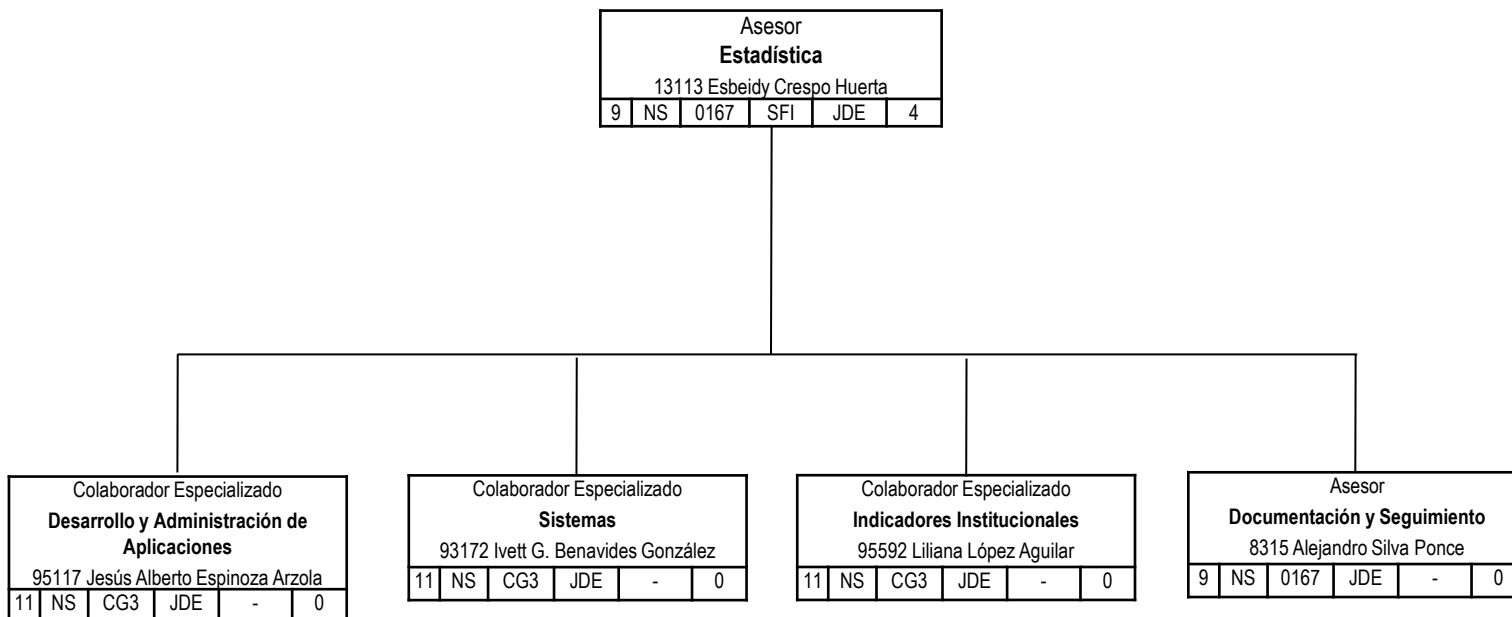 Asesor
Estadística
13113 Esbeidy Crespo Huerta
9 NS 0167 SFI JDE 4
Colaborador Especializado
Desarrollo y Administración de
Aplicaciones
95117 Jesús Alberto Espinoza Arzola
11 NS CG3 JDE - 0
Colaborador Especializado
Sistemas
93172 Ivett G. Benavides González
11 NS CG3 JDE - 0
Colaborador Especializado
Indicadores Institucionales
95592 Liliana López Aguilar
11 NS CG3 JDE - 0
Asesor
Documentación y Seguimiento
8315 Alejandro Silva Ponce
9 NS 0167 JDE - 0